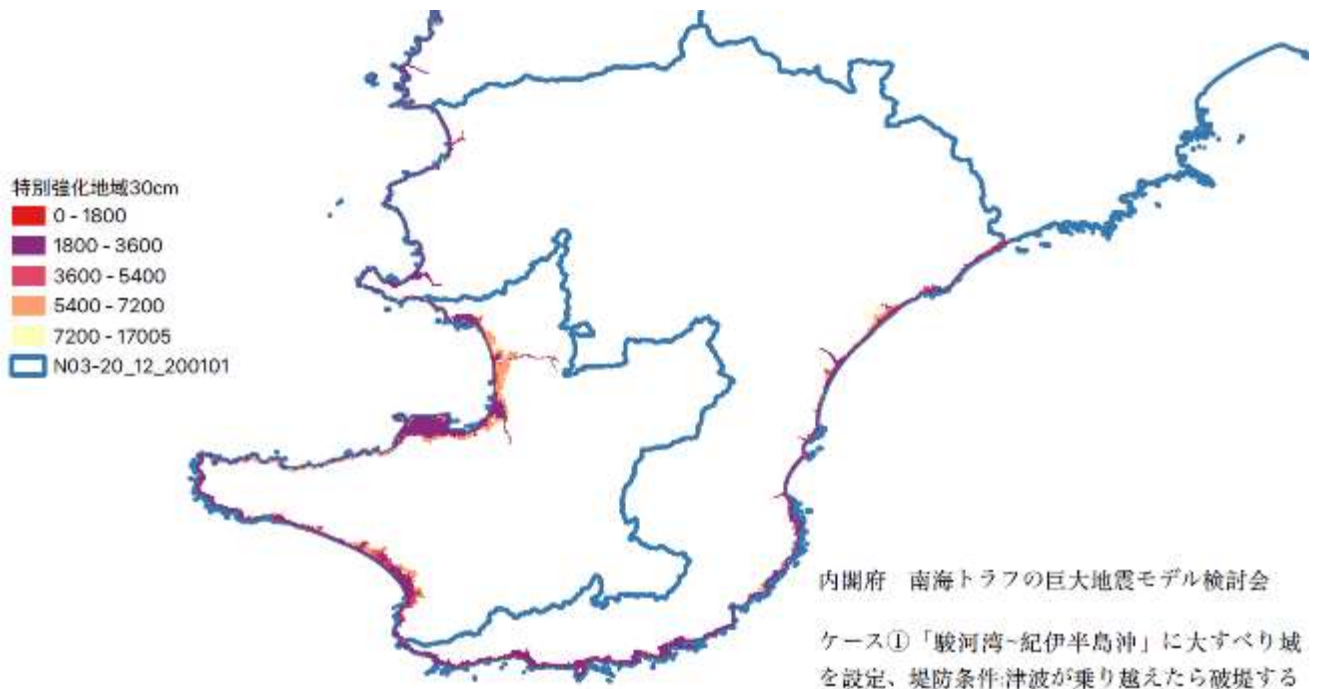 特別強化地域30cm
0 - 1800
1800 - 3600
3600 - 5400
5400 - 7200
7200 - 17005
N03-20_12_200101
内閣府 南海トラフの巨大地震モデル検討会
ケース①「駿河湾~紀伊半島沖」に大すべり域
を設定、堤防条件:津波が乗り越えたら破堤する